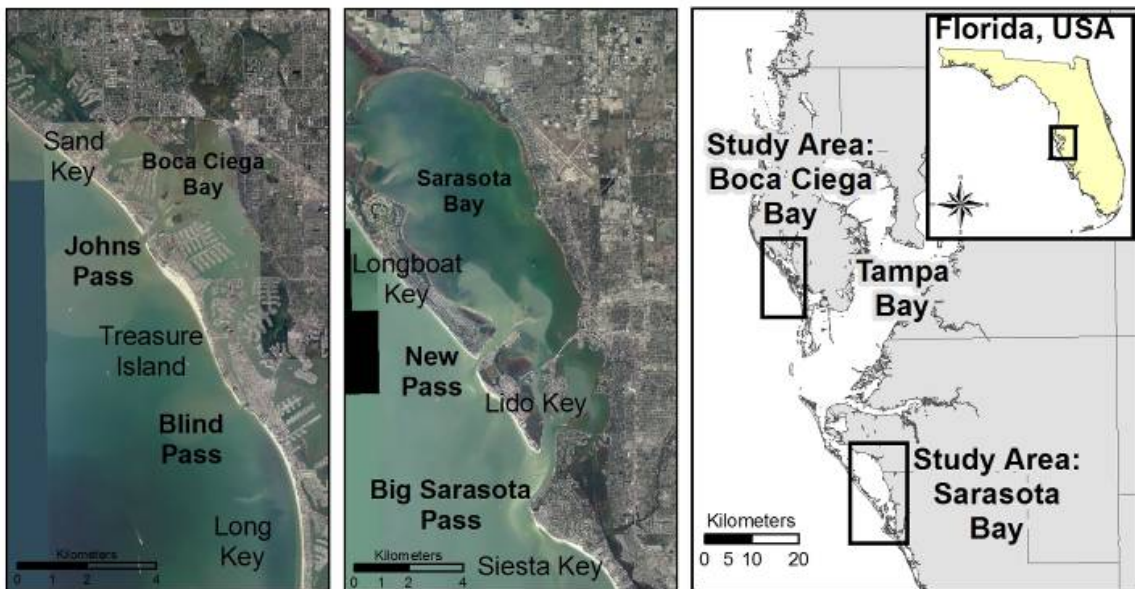 Sand
Key
Boca Ciega
Bay
Johns
Pass
Treasure
Island
Blind
Pass
Long
Key
Kilometers
0 1 2 4
Sarasota
Bay
Longboat
Key
New
Pass
Lido Key
Big Sarasota
Pass
Siesta Key
Kilometers
0 1 2 4
Florida, USA
Study Area:
Boca Ciega
Bay
Tampa
Bay
Study Area:
Sarasota
Bay
Kilometers
0 5 10 20